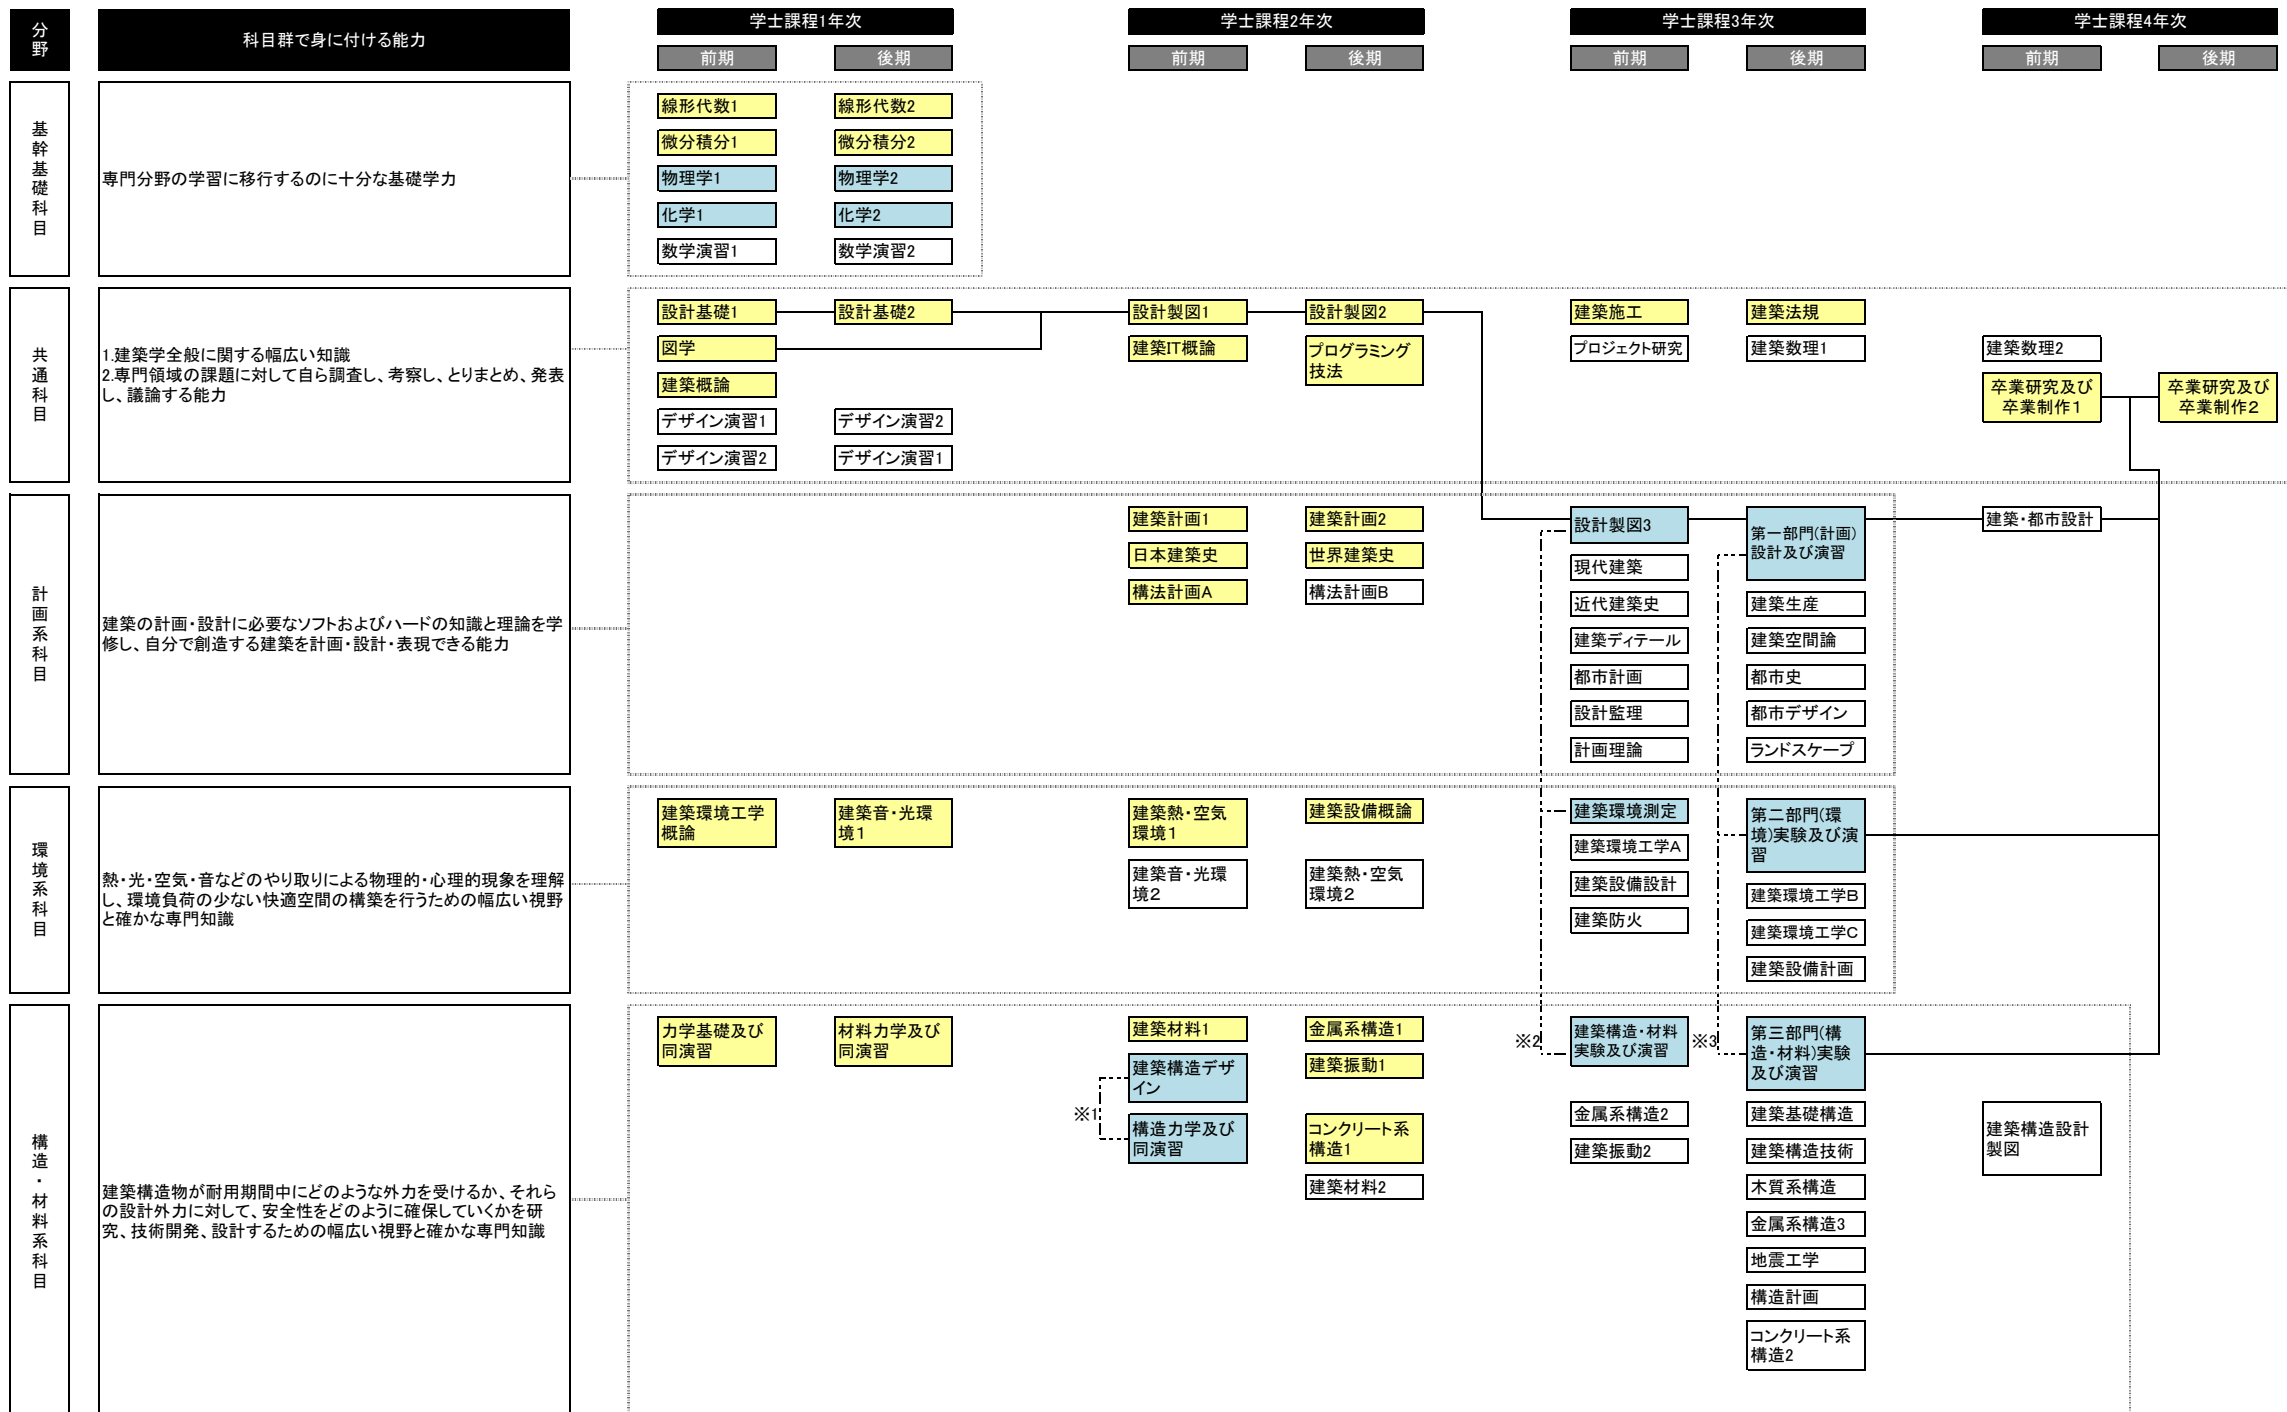 分野
科目群で身に付ける能力
学士課程1年次
学士課程2年次
学士課程3年次
学士課程4年次
前期
後期
前期
後期
前期
後期
前期
後期
基幹基礎科目
専門分野の学習に移行するのに十分な基礎学力
線形代数1
線形代数2
微分積分1
微分積分2
物理学1
物理学2
化学1
化学2
数学演習1
数学演習2
共通科目
1.建築学全般に関する幅広い知識
2.専門領域の課題に対して自ら調査し、考察し、とりまとめ、発表
し、議論する能力
設計基礎1
設計基礎2
設計製図1
設計製図2
建築施工
建築法規
図学
建築IT概論
プログラミング
技法
プロジェクト研究
建築数理1
建築数理2
建築概論
卒業研究及び
卒業制作1
卒業研究及び
卒業制作2
デザイン演習1
デザイン演習2
デザイン演習2
デザイン演習1
計画系科目
建築の計画・設計に必要なソフトおよびハードの知識と理論を学
修し、自分で創造する建築を計画・設計・表現できる能力
建築計画1
建築計画2
設計製図3
第一部門(計画)
設計及び演習
建築・都市設計
日本建築史
世界建築史
現代建築
構法計画A
構法計画B
近代建築史
建築生産
建築ディテール
建築空間論
都市計画
都市史
設計監理
都市デザイン
計画理論
ランドスケープ
環境系科目
熱・光・空気・音などのやり取りによる物理的・心理的現象を理解
し、環境負荷の少ない快適空間の構築を行うための幅広い視野
と確かな専門知識
建築環境工学
概論
建築音・光環
境1
建築熱・空気
環境1
建築設備概論
建築環境測定
第二部門(環
境)実験及び演
習
建築環境工学A
建築音・光環
境2
建築熱・空気
環境2
建築設備設計
建築環境工学B
建築防火
建築環境工学C
建築設備計画
構造・材料系科目
建築構造物が耐用期間中にどのような外力を受けるか、それら
の設計外力に対して、安全性をどのように確保していくかを研
究、技術開発、設計するための幅広い視野と確かな専門知識
力学基礎及び
同演習
材料力学及び
同演習
建築材料1
金属系構造1
※2
建築構造・材料
実験及び演習
※3
第三部門(構
造・材料)実験
及び演習
建築構造デザ
イン
建築振動1
※1
構造力学及び
同演習
コンクリート系
構造1
金属系構造2
建築基礎構造
建築構造設計
製図
建築振動2
建築構造技術
建築材料2
木質系構造
金属系構造3
地震工学
構造計画
コンクリート系
構造2